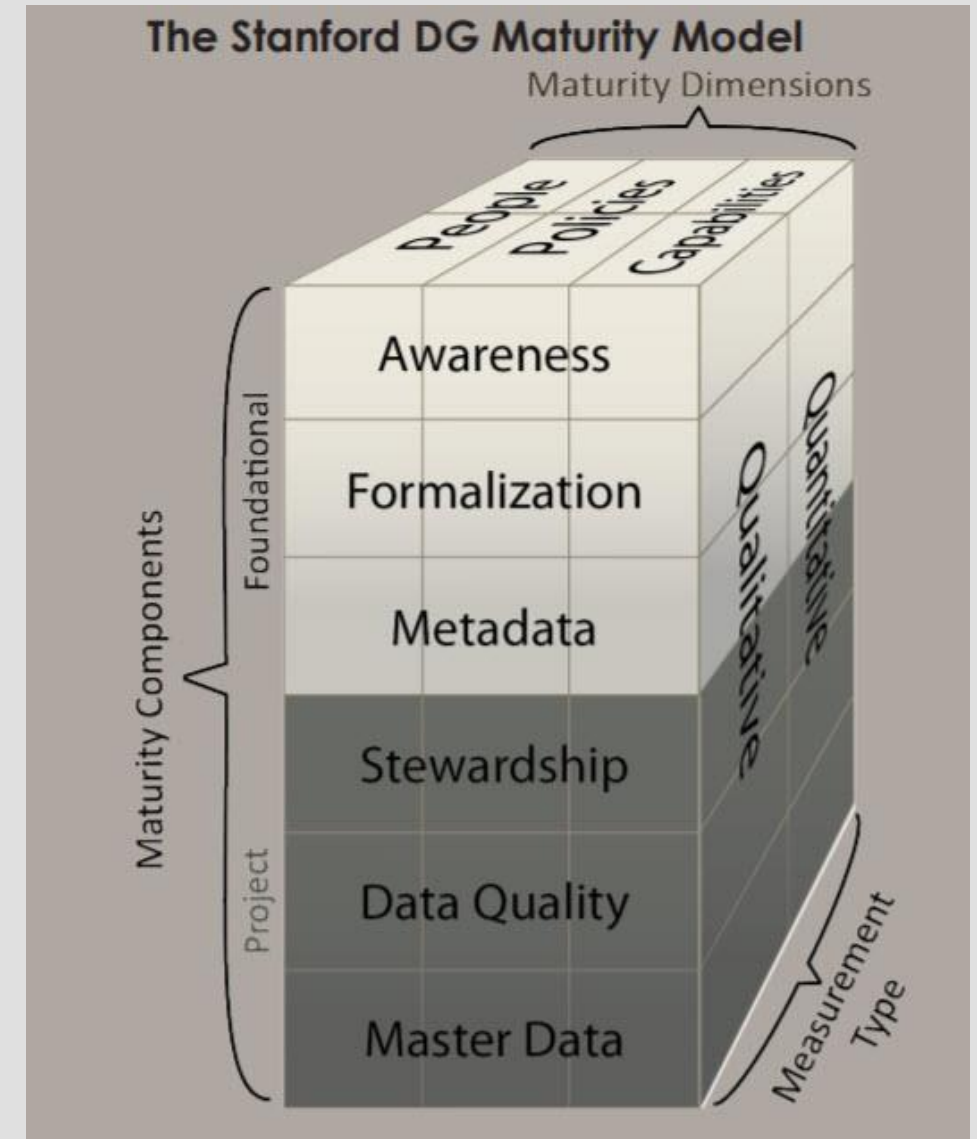 The Stanford DG Maturity Model
Maturity Dimensions
People
Policies
Capabilities
Maturity Components
Foundational
Project
Awareness
Formalization
Metadata
Stewardship
Data Quality
Master Data
Qualitative
Quantitative
Measurement
Type